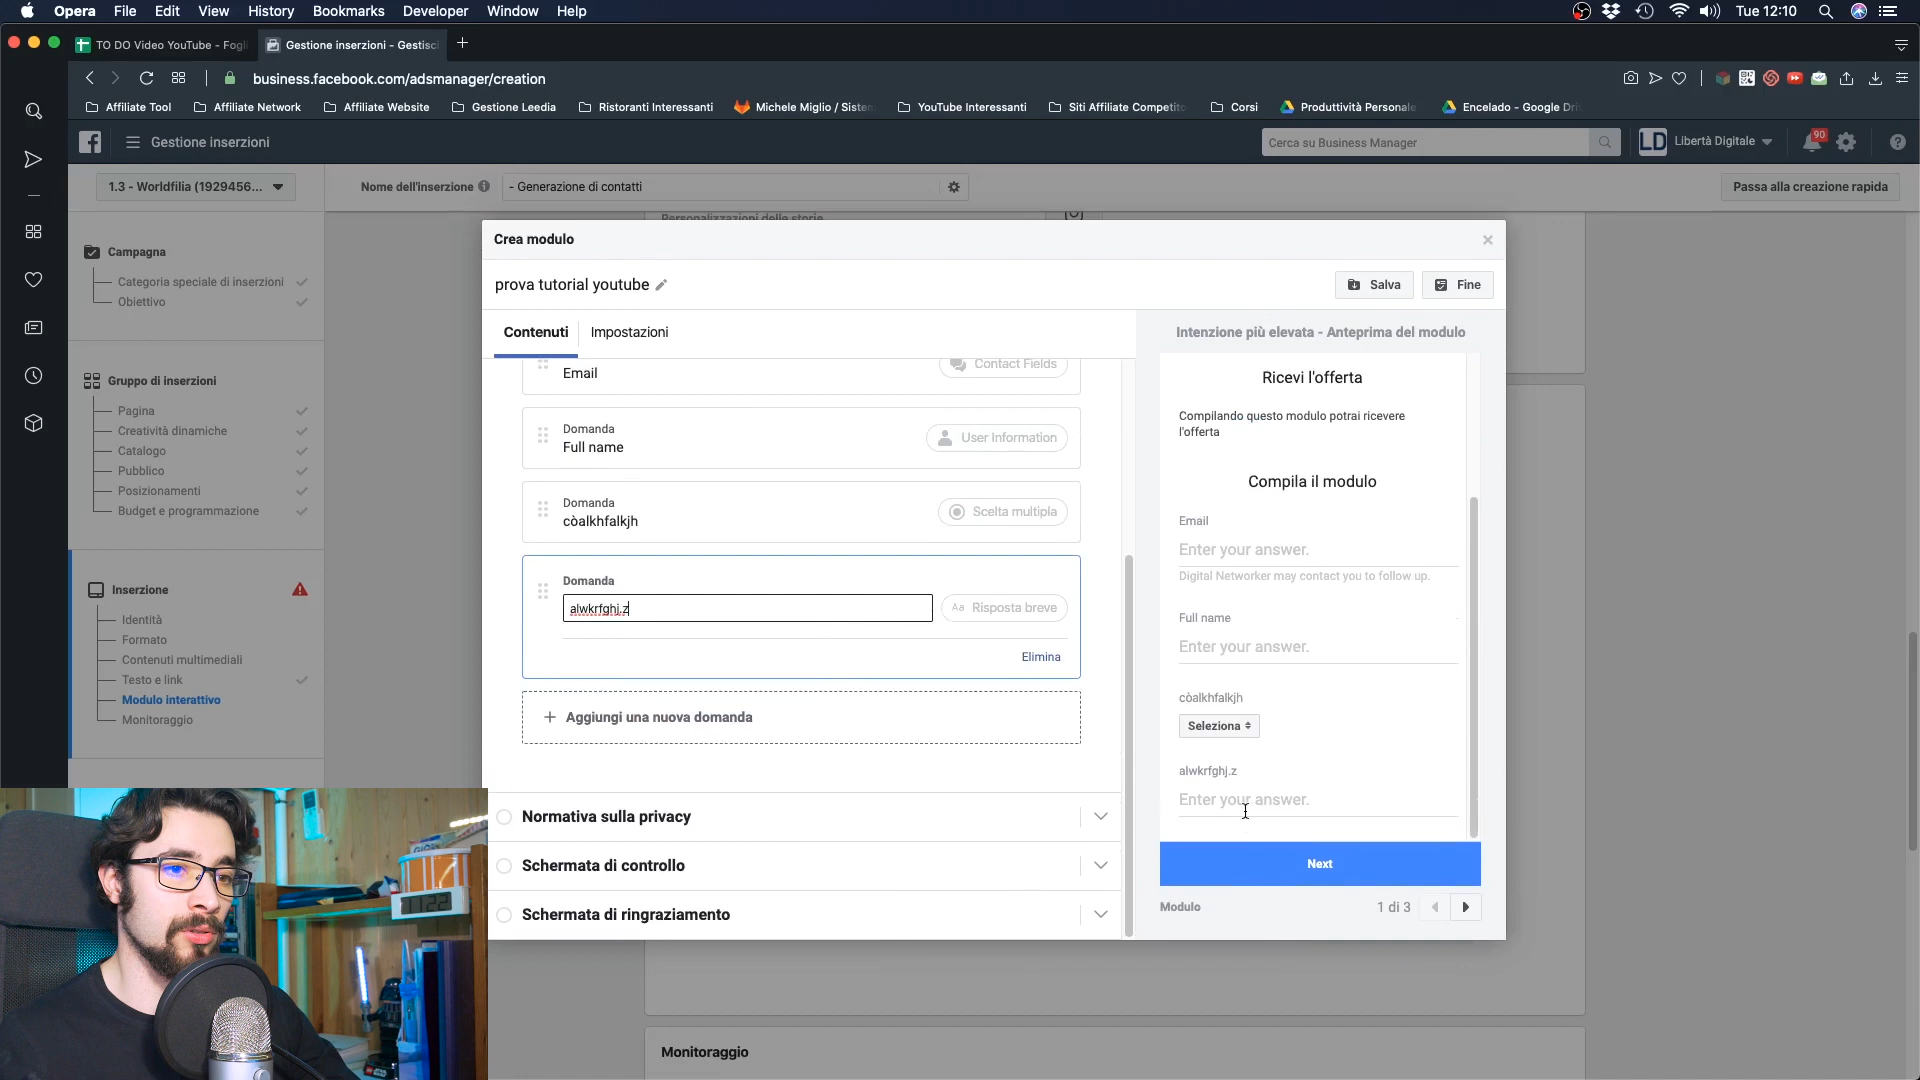 Opera File Edit View History Bookmarks Developer Window Help Tue 12:10
TO DO Video YouTube - Fogl
Gestione inserzioni - Gestisci
business.facebook.com/adsmanager/creation
Affiliate Tool Affiliate Network Affiliate Website Gestione Leedia Ristoranti Interessanti Michele Miglio / Sistem YouTube Interessanti Siti Affiliate Competito Corsi Produttività Personale Encelado - Google Dri
Gestione inserzioni
Cerca su Business Manager
LD Libertà Digitale
90
1.3 - Worldfilia (1929456...
Nome dell'inserzione
- Generazione di contatti
Passa alla creazione rapida
Personalizzazioni delle storie
Campagna
Categoria speciale di inserzioni
Obiettivo
Gruppo di inserzioni
Pagina
Creatività dinamiche
Catalogo
Pubblico
Posizionamenti
Budget e programmazione
Inserzione
Identità
Formato
Contenuti multimediali
Testo e link
Modulo interattivo
Monitoraggio
Crea modulo
prova tutorial youtube
Salva
Fine
Contenuti
Impostazioni
Email
Contact Fields
Domanda
Full name
User Information
Domanda
còalkhfalkjh
Scelta multipla
Domanda
alwkrfghj,z
Aa Risposta breve
Elimina
Aggiungi una nuova domanda
Normativa sulla privacy
Schermata di controllo
Schermata di ringraziamento
Intenzione più elevata - Anteprima del modulo
Ricevi l'offerta
Compilando questo modulo potrai ricevere
l'offerta
Compila il modulo
Email
Enter your answer.
Digital Networker may contact you to follow up.
Full name
Enter your answer.
còalkhfalkjh
Seleziona
alwkrfghj,z
Enter your answer.
Next
Modulo
1 di 3
Monitoraggio